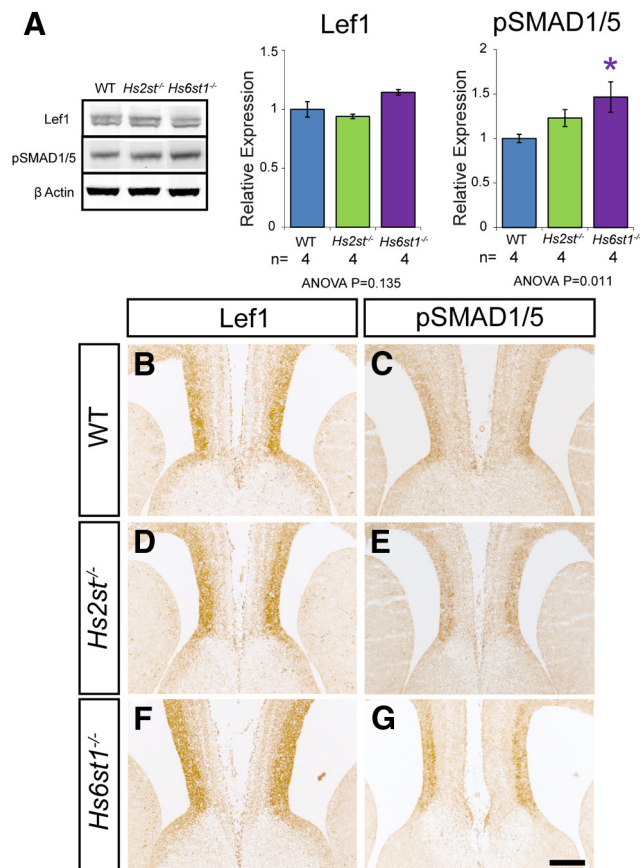 A
WT Hs2st-/- Hs6st1-/-
Lef1
pSMAD1/5
β Actin
Lef1
Relative Expression
1.5
1
0.5
0
WT Hs2st-/- Hs6st1-/-
n= 4 4 4
ANOVA P=0.135
pSMAD1/5
*
Relative Expression
2
1.5
1
0.5
0
WT Hs2st-/- Hs6st1-/-
n= 4 4 4
ANOVA P=0.011
Lef1 pSMAD1/5
WT
B C
Hs2st-/-
D E
Hs6st1-/-
F G